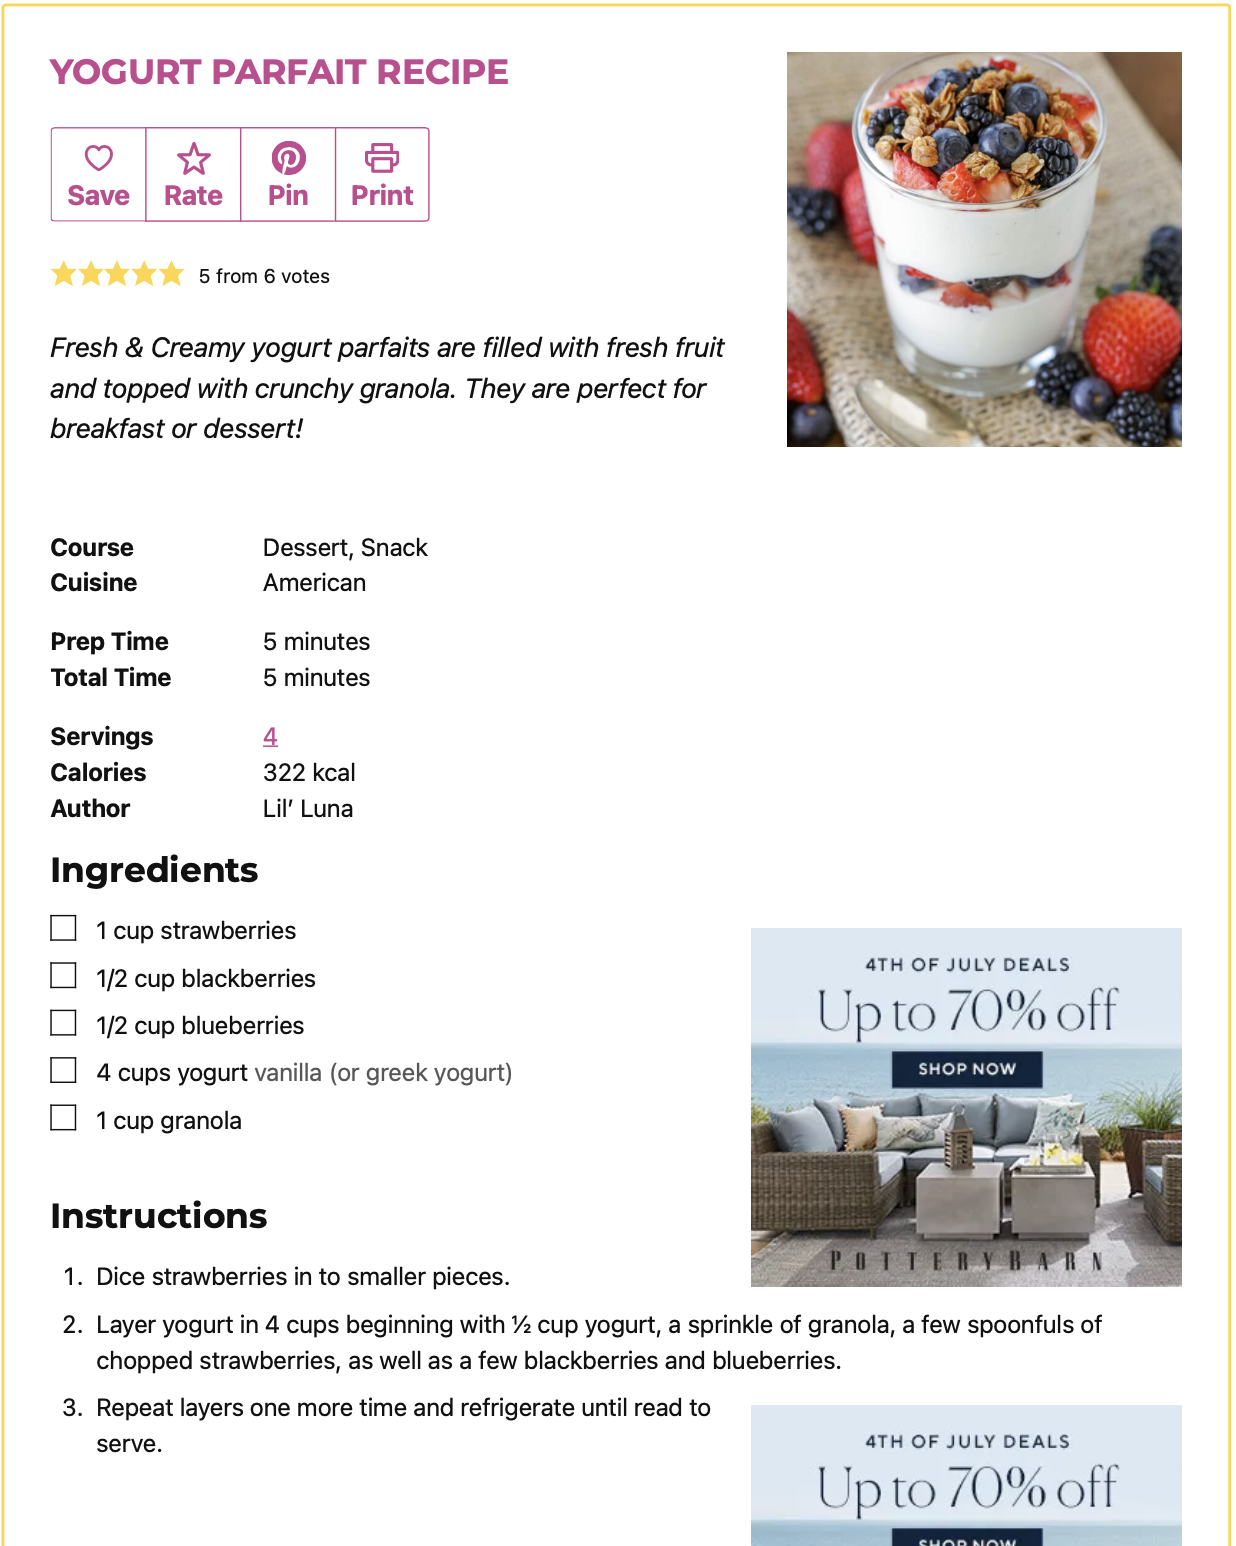 YOGURT PARFAIT RECIPE
Save
Rate
Pin
Print
5 from 6 votes
Fresh & Creamy yogurt parfaits are filled with fresh fruit
and topped with crunchy granola. They are perfect for
breakfast or dessert!
Course Dessert, Snack
Cuisine American
Prep Time 5 minutes
Total Time 5 minutes
Servings 4
Calories 322 kcal
Author Lil’ Luna
Ingredients
1 cup strawberries
1/2 cup blackberries
1/2 cup blueberries
4 cups yogurt vanilla (or greek yogurt)
1 cup granola
4TH OF JULY DEALS
Up to 70% off
SHOP NOW
POTTERYBARN
Instructions
1. Dice strawberries in to smaller pieces.
2. Layer yogurt in 4 cups beginning with ½ cup yogurt, a sprinkle of granola, a few spoonfuls of
chopped strawberries, as well as a few blackberries and blueberries.
3. Repeat layers one more time and refrigerate until read to
serve.
4TH OF JULY DEALS
Up to 70% off
SHOP NOW